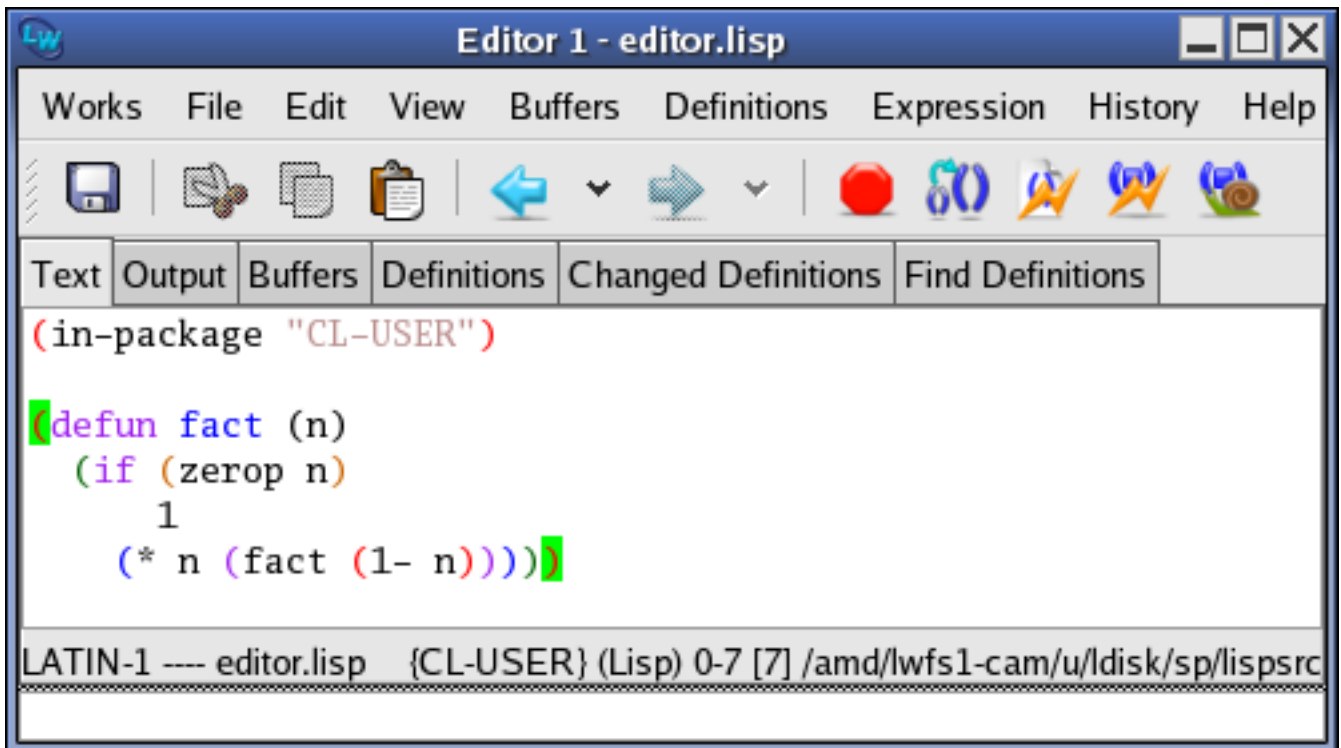 LW Editor 1 - editor.lisp
Works File Edit View Buffers Definitions Expression History Help
Text Output Buffers Definitions Changed Definitions Find Definitions
(in-package "CL-USER")
(defun fact (n)
  (if (zerop n)
      1
    (* n (fact (1- n)))))
LATIN-1 ---- editor.lisp {CL-USER} (Lisp) 0-7 [7] /amd/lwfs1-cam/u/ldisk/sp/lispsrc